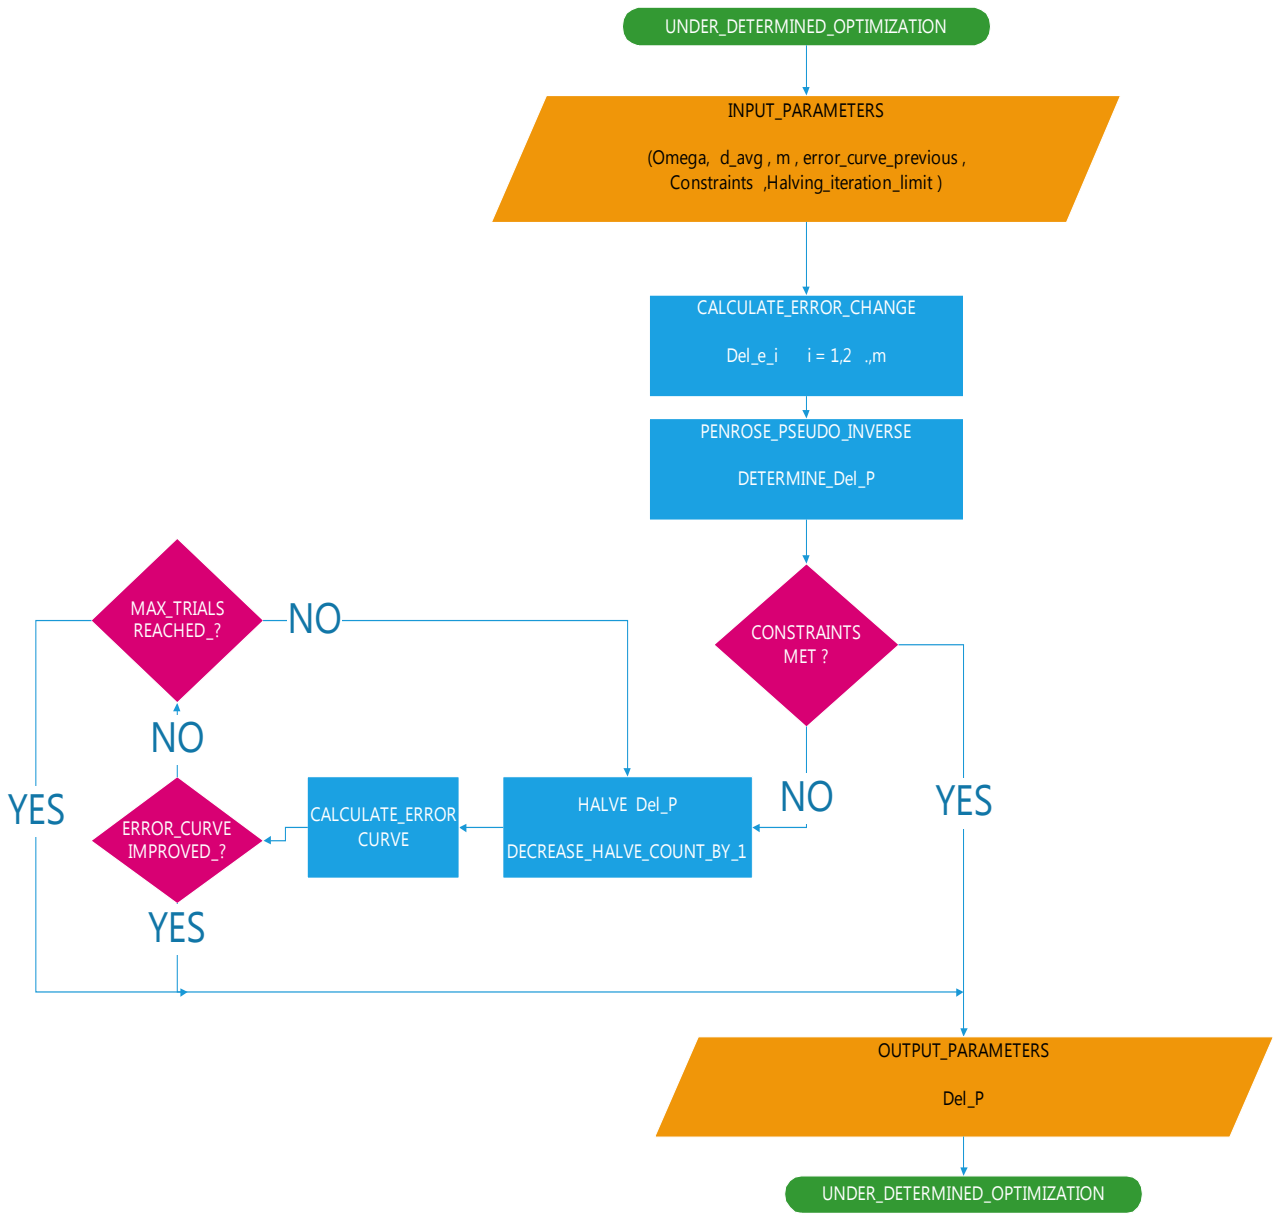 UNDER_DETERMINED_OPTIMIZATION
INPUT_PARAMETERS
(Omega, d_avg , m , error_curve_previous ,
Constraints ,Halving_iteration_limit )
CALCULATE_ERROR_CHANGE
Del_e_i i = 1,2 .,m
PENROSE_PSEUDO_INVERSE
DETERMINE_Del_P
CONSTRAINTS
MET ?
MAX_TRIALS
REACHED_?
NO
NO
YES
NO
YES
HALVE Del_P
DECREASE_HALVE_COUNT_BY_1
CALCULATE_ERROR
CURVE
ERROR_CURVE
IMPROVED_?
YES
OUTPUT_PARAMETERS
Del_P
UNDER_DETERMINED_OPTIMIZATION